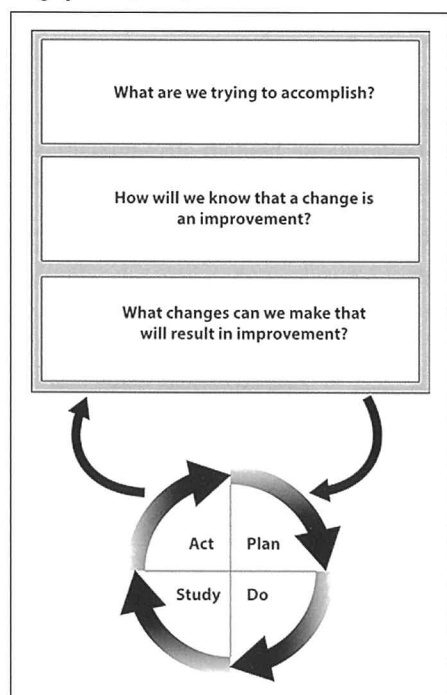 What are we trying to accomplish?
How will we know that a change is
an improvement?
What changes can we make that
will result in improvement?
Act
Plan
Study
Do